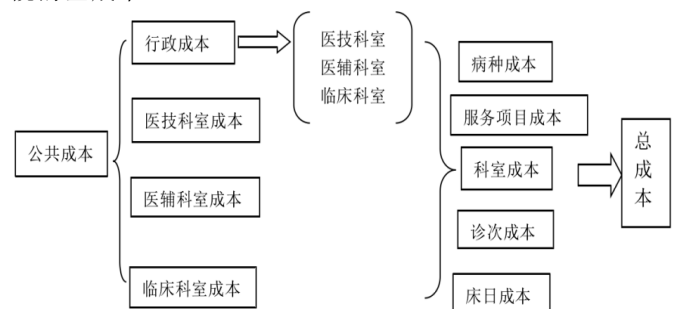 公共成本
行政成本
医技科室成本
医辅科室成本
临床科室成本
医技科室
医辅科室
临床科室
病种成本
服务项目成本
科室成本
诊次成本
床日成本
总
成
本